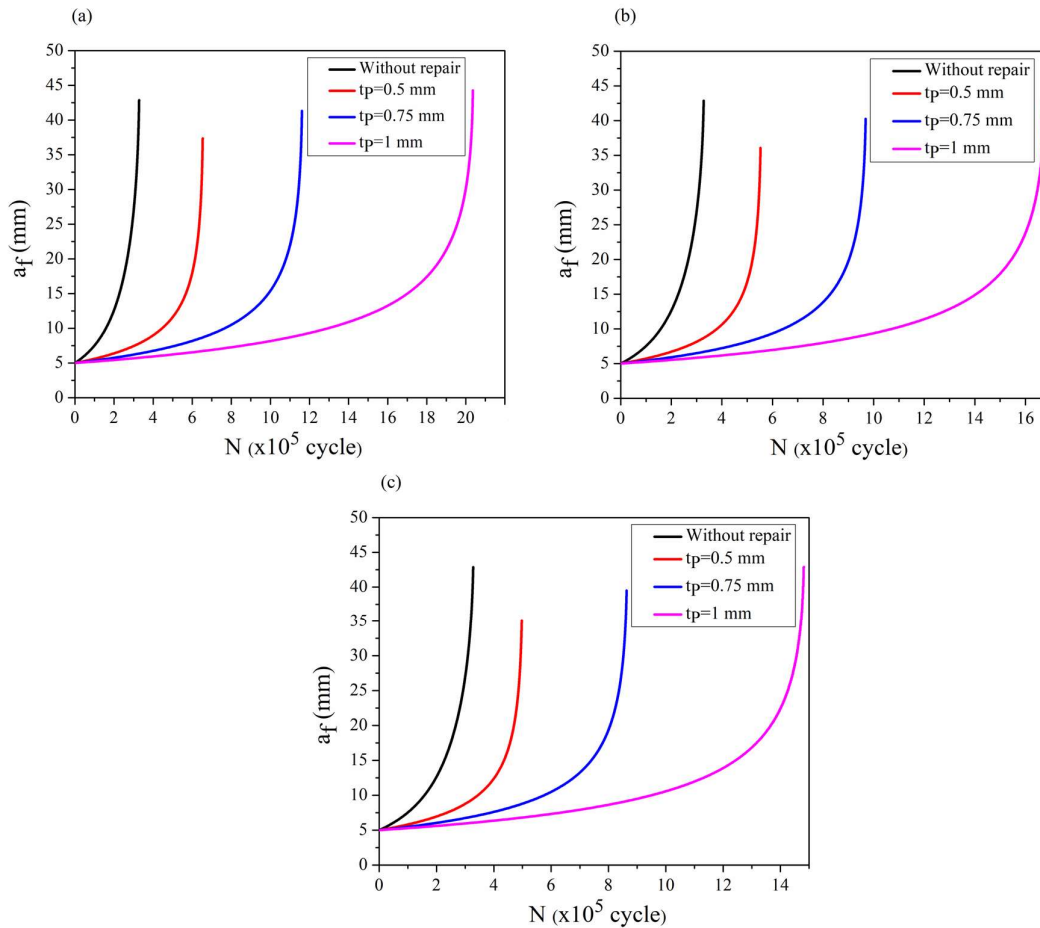 (a)
50
45
40
35
30
25
20
15
10
5
0
a_f (mm)
Without repair
tP=0.5 mm
tP=0.75 mm
tP=1 mm
0 2 4 6 8 10 12 14 16 18 20
N (x10^5 cycle)
(b)
50
45
40
35
30
25
20
15
10
5
0
a_f (mm)
Without repair
tP=0.5 mm
tP=0.75 mm
tP=1 mm
0 2 4 6 8 10 12 14 16
N (x10^5 cycle)
(c)
50
45
40
35
30
25
20
15
10
5
0
a_f (mm)
Without repair
tP=0.5 mm
tP=0.75 mm
tP=1 mm
0 2 4 6 8 10 12 14
N (x10^5 cycle)